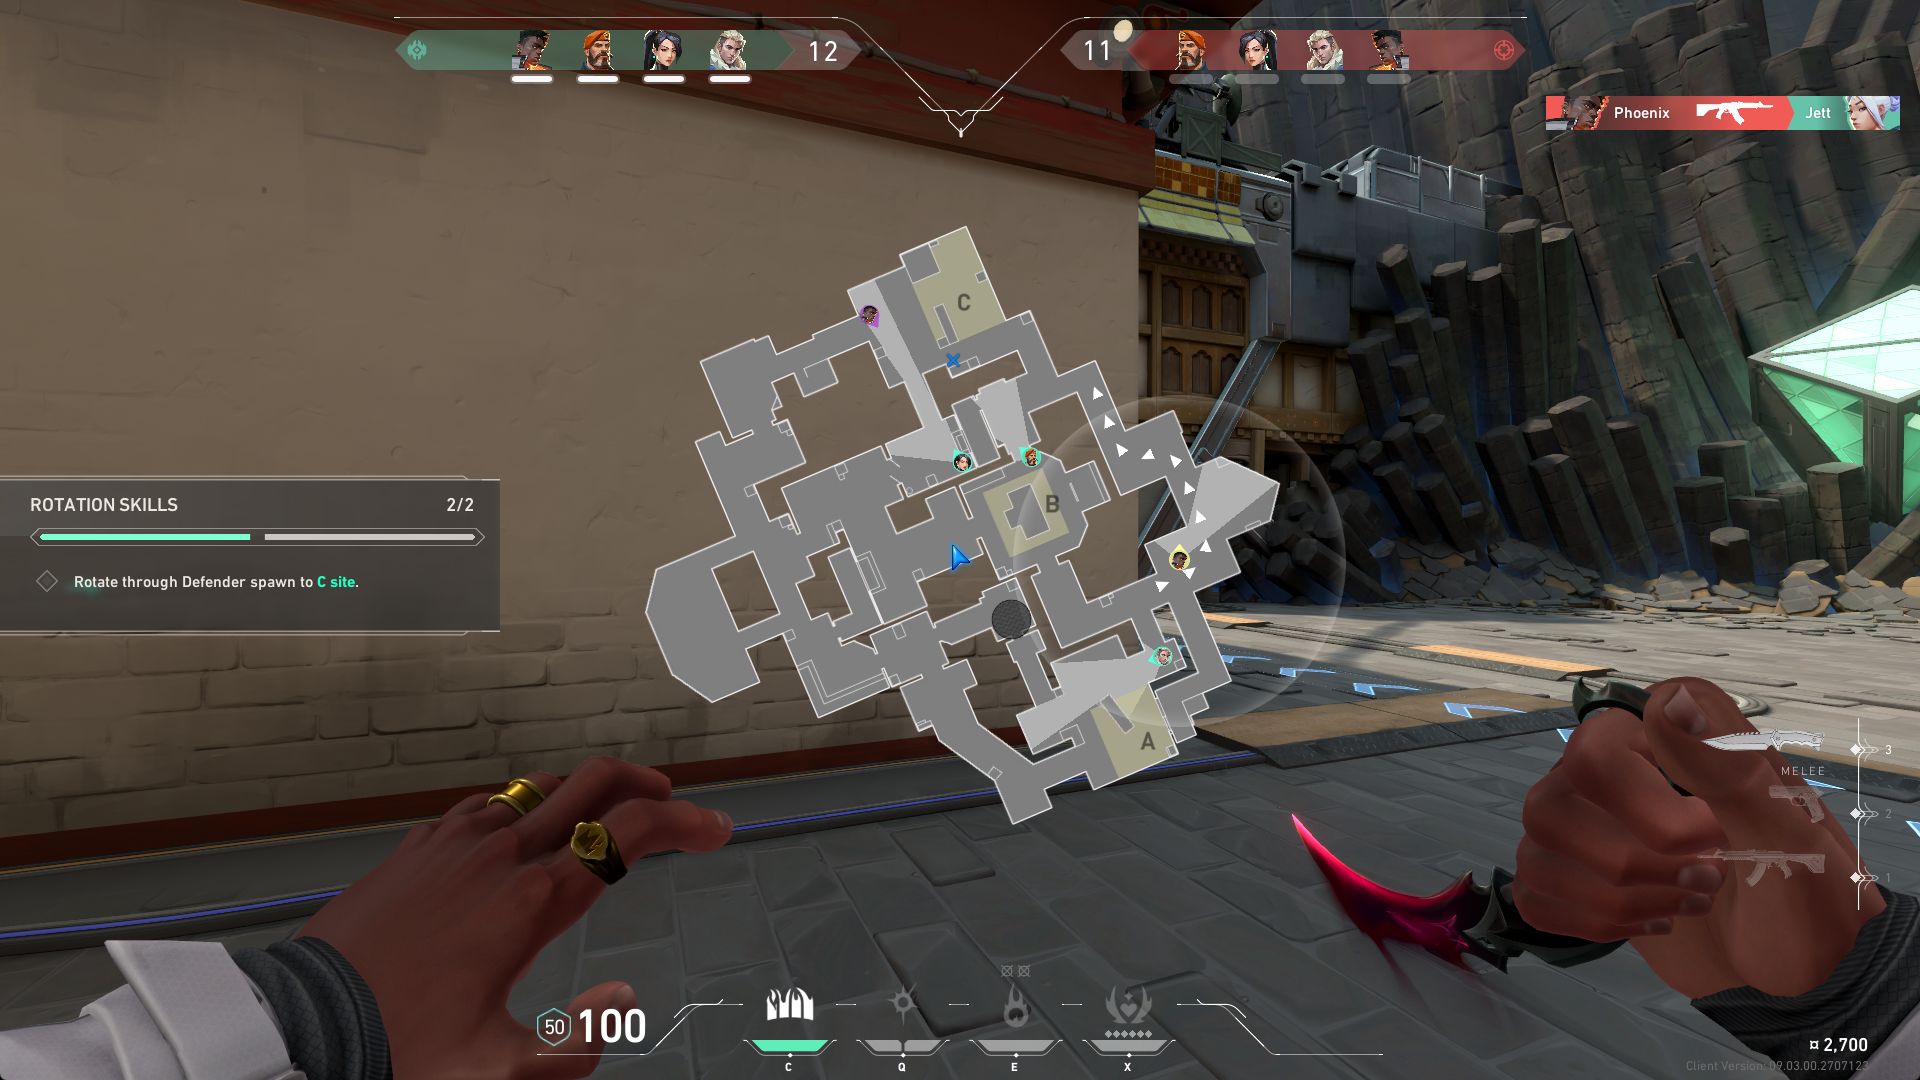 12
11
Phoenix
Jett
C
B
A
ROTATION SKILLS
2/2
Rotate through Defender spawn to C site.
3
MELEE
2
1
50
100
C
Q
E
X
¤ 2,700
Client Version: 09.03.00.2707123